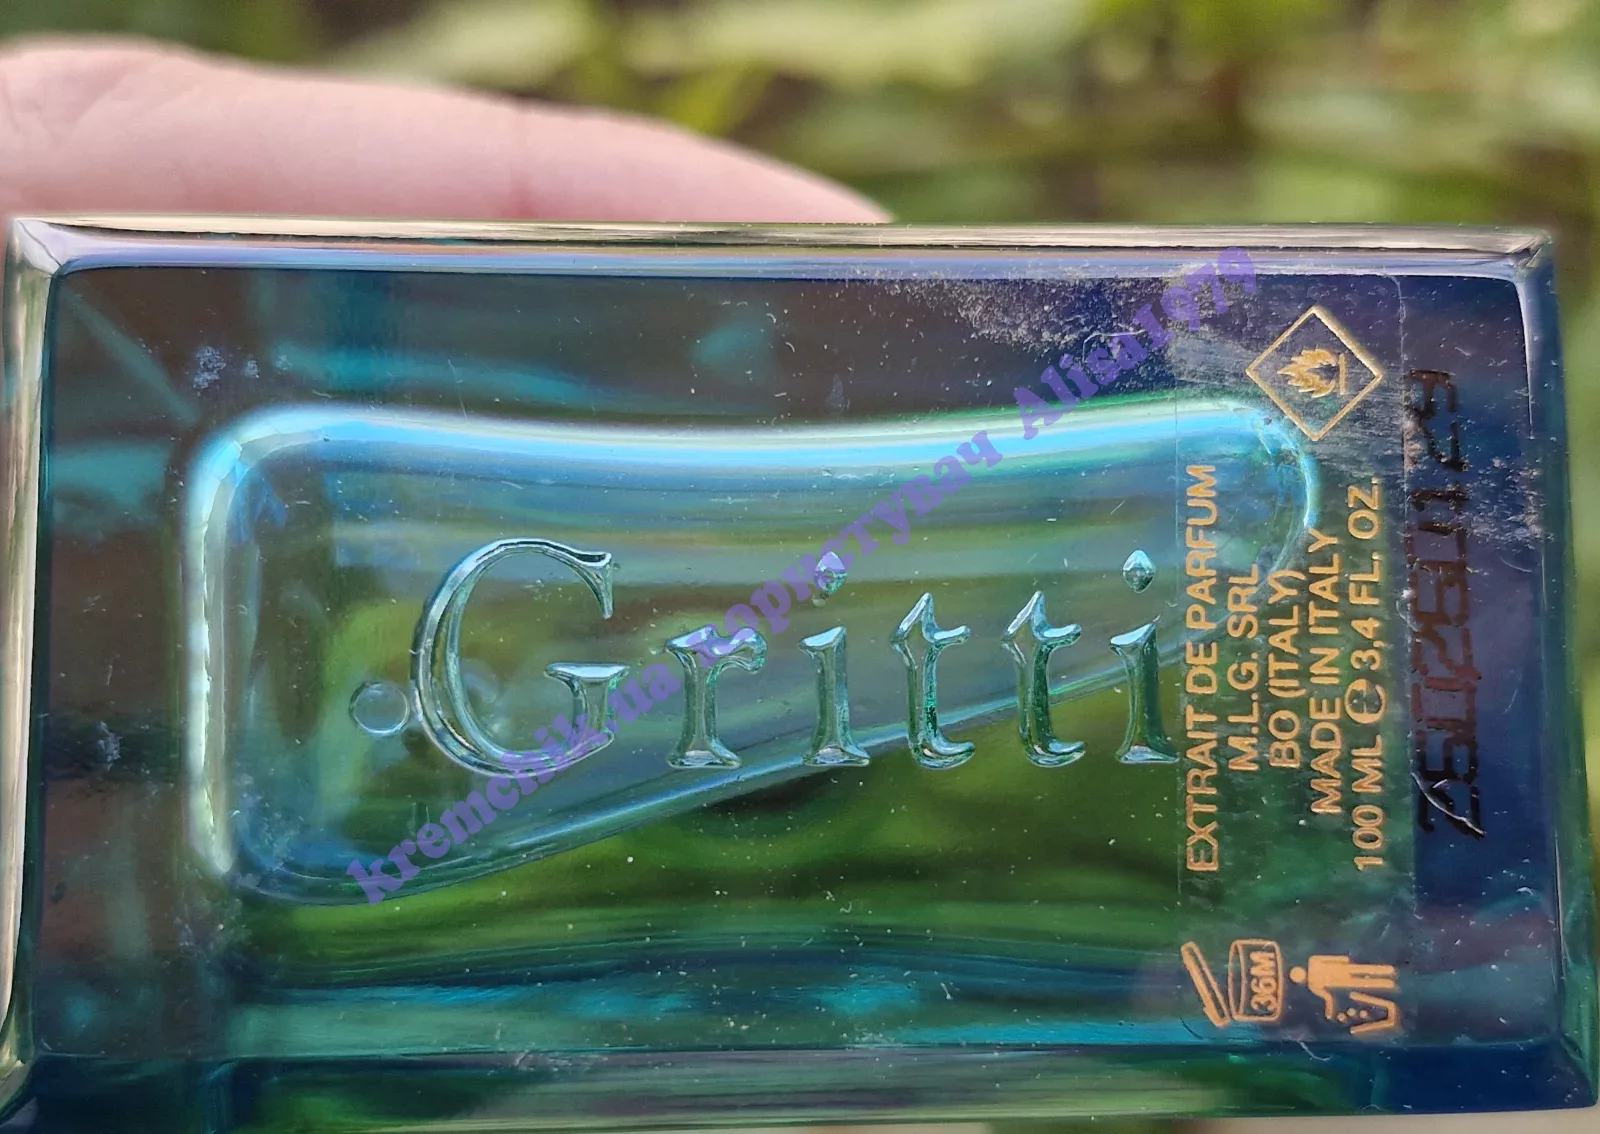 Gritti
EXTRAIT DE PARFUM
M.L.G. SRL
BO (ITALY)
MADE IN ITALY
100 ML e 3,4 FL. OZ.
36M
kremchik.ua користувач Alisa1979